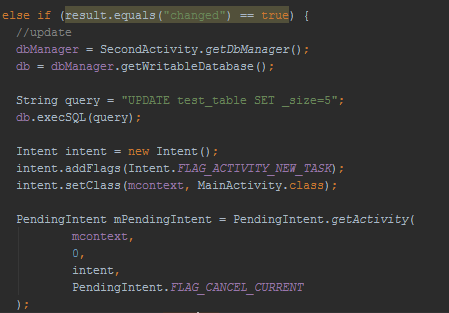 else if (result.equals("changed") == true) {
//update
dbManager = SecondActivity.getDbManager();
db = dbManager.getWritableDatabase();
String query = "UPDATE test_table SET _size=5";
db.execSQL(query);
Intent intent = new Intent();
intent.addFlags(Intent.FLAG_ACTIVITY_NEW_TASK);
intent.setClass(mcontext, MainActivity.class);
PendingIntent mPendingIntent = PendingIntent.getActivity(
mcontext,
0,
intent,
PendingIntent.FLAG_CANCEL_CURRENT
);